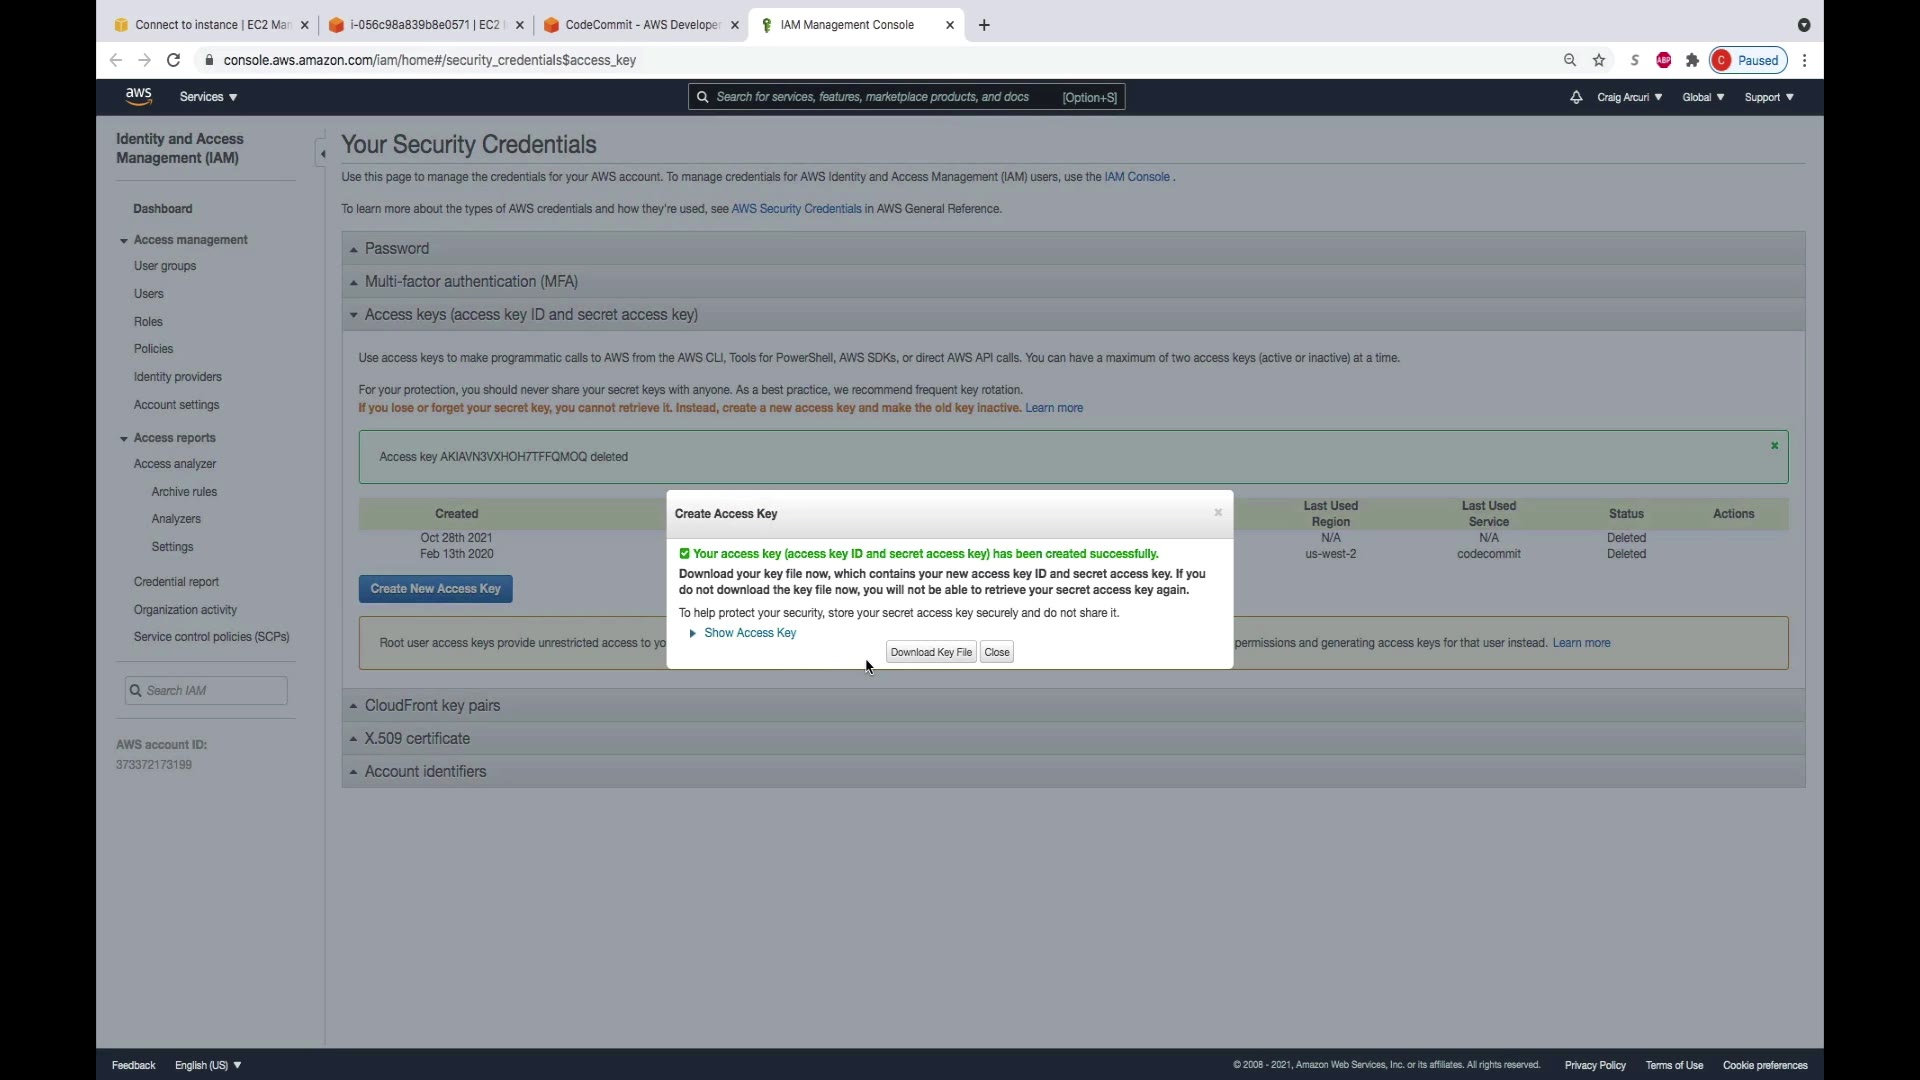 Connect to instance | EC2 Man
i-056c98a839b8e0571 | EC2 I
CodeCommit - AWS Developer
IAM Management Console
console.aws.amazon.com/iam/home#/security_credentials$access_key
S
ABP
C
Paused
aws
Services
Search for services, features, marketplace products, and docs
[Option+S]
Craig Arcuri
Global
Support
Identity and Access
Management (IAM)
Dashboard
Access management
User groups
Users
Roles
Policies
Identity providers
Account settings
Access reports
Access analyzer
Archive rules
Analyzers
Settings
Credential report
Organization activity
Service control policies (SCPs)
Search IAM
AWS account ID:
373372173199
Your Security Credentials
Use this page to manage the credentials for your AWS account. To manage credentials for AWS Identity and Access Management (IAM) users, use the IAM Console .
To learn more about the types of AWS credentials and how they're used, see AWS Security Credentials in AWS General Reference.
Password
Multi-factor authentication (MFA)
Access keys (access key ID and secret access key)
Use access keys to make programmatic calls to AWS from the AWS CLI, Tools for PowerShell, AWS SDKs, or direct AWS API calls. You can have a maximum of two access keys (active or inactive) at a time.
For your protection, you should never share your secret keys with anyone. As a best practice, we recommend frequent key rotation.
If you lose or forget your secret key, you cannot retrieve it. Instead, create a new access key and make the old key inactive. Learn more
Access key AKIAVN3VXHOH7TFFQMOQ deleted
Created
Last Used
Region
Last Used
Service
Status
Actions
Oct 28th 2021
N/A
N/A
Deleted
Feb 13th 2020
us-west-2
codecommit
Deleted
Create New Access Key
Root user access keys provide unrestricted access to yo
permissions and generating access keys for that user instead. Learn more
Create Access Key
Your access key (access key ID and secret access key) has been created successfully.
Download your key file now, which contains your new access key ID and secret access key. If you
do not download the key file now, you will not be able to retrieve your secret access key again.
To help protect your security, store your secret access key securely and do not share it.
Show Access Key
Download Key File
Close
CloudFront key pairs
X.509 certificate
Account identifiers
Feedback
English (US)
© 2008 - 2021, Amazon Web Services, Inc. or its affiliates. All rights reserved.
Privacy Policy
Terms of Use
Cookie preferences